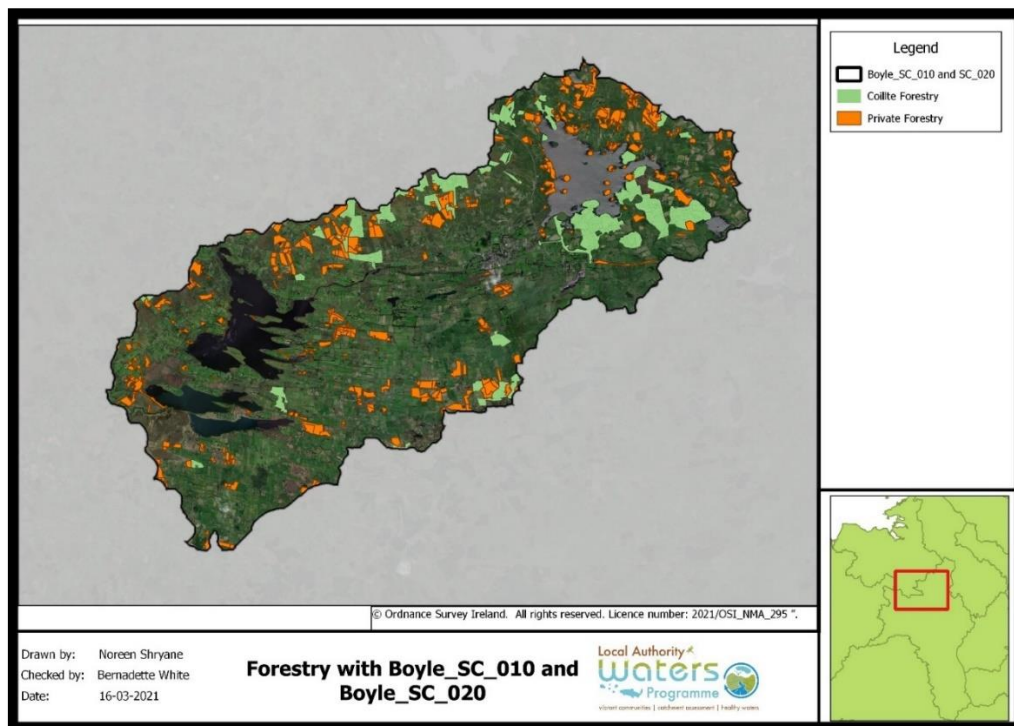 Legend
Boyle_SC_010 and SC_020
Coillte Forestry
Private Forestry
© Ordnance Survey Ireland. All rights reserved. Licence number: 2021/OSI_NMA_295 ".
Drawn by: Noreen Shryane
Checked by: Bernadette White
Date: 16-03-2021
Forestry with Boyle_SC_010 and
Boyle_SC_020
Local Authority
Waters
Programme
vibrant communities | catchment assessment | healthy waters